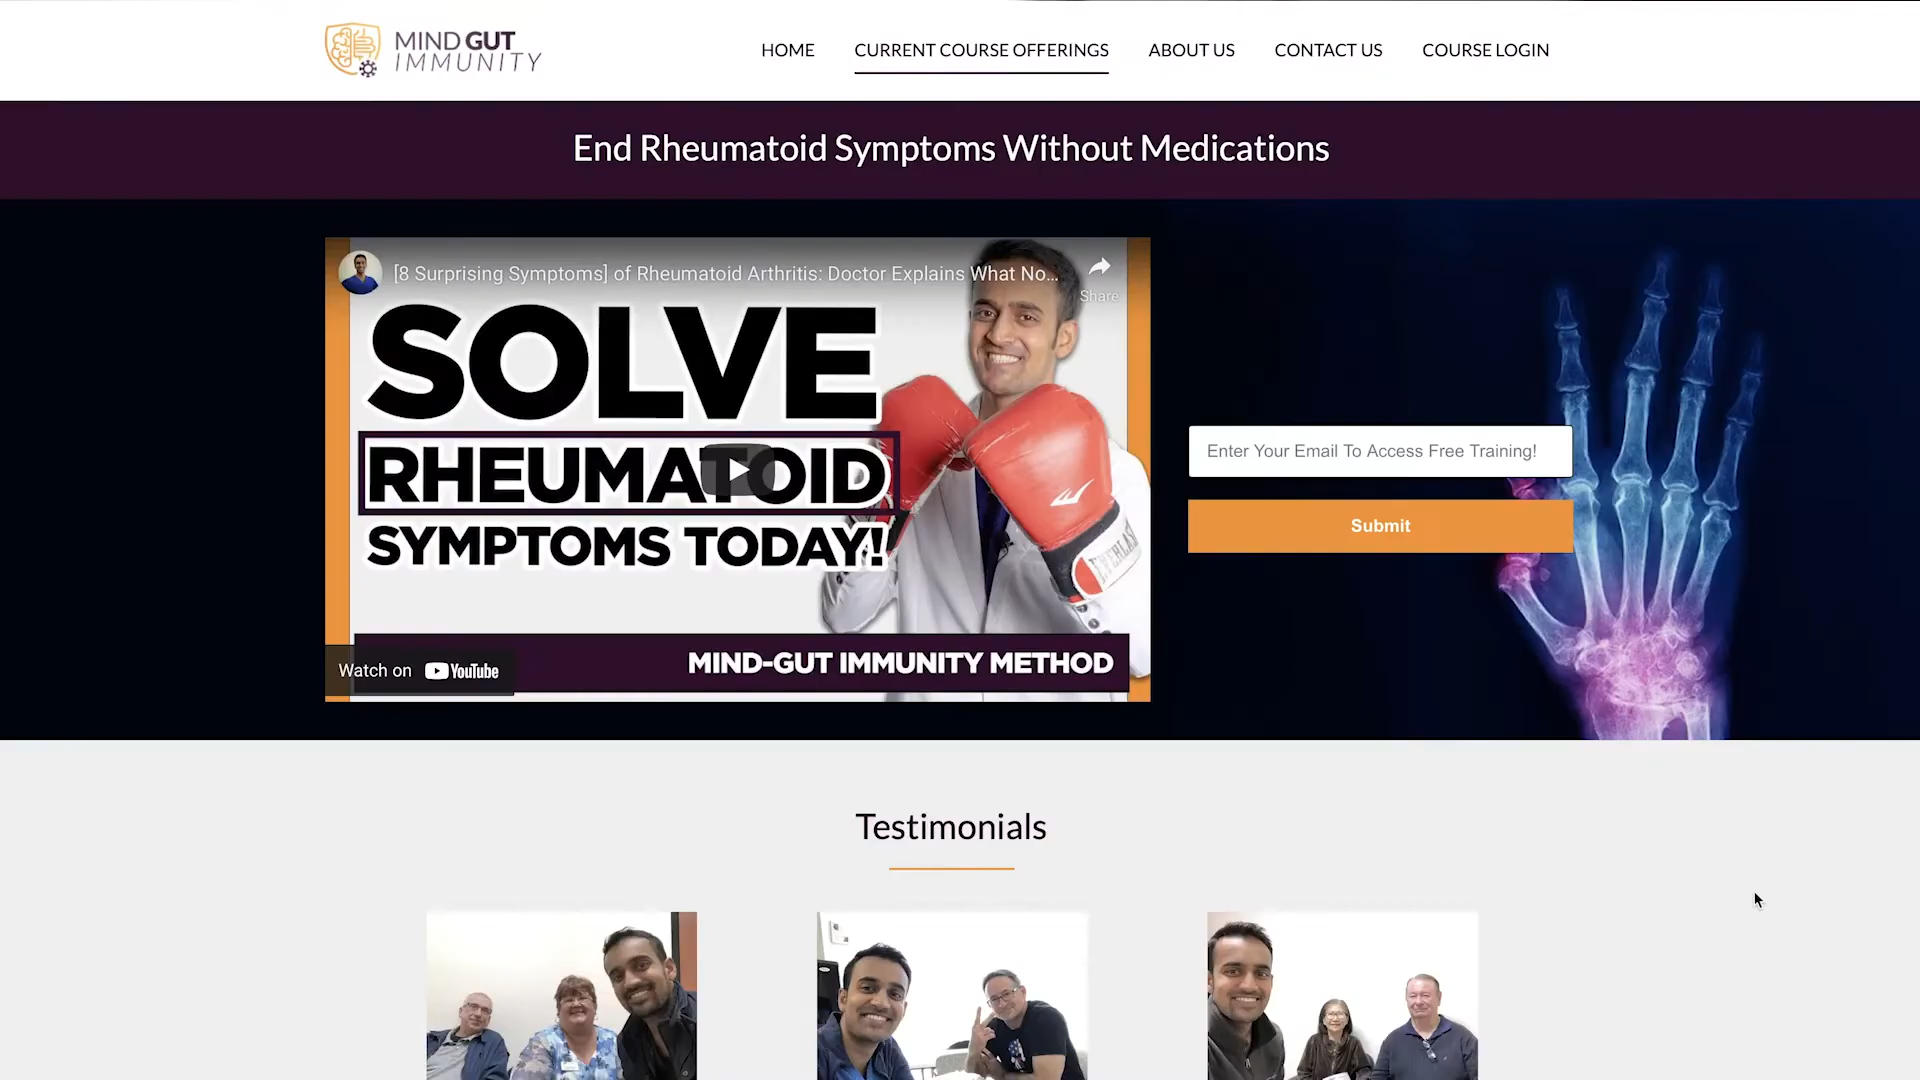 MIND GUT
IMMUNITY
HOME
CURRENT COURSE OFFERINGS
ABOUT US
CONTACT US
COURSE LOGIN
End Rheumatoid Symptoms Without Medications
[8 Surprising Symptoms] of Rheumatoid Arthritis: Doctor Explains What No...
Share
SOLVE
RHEUMATOID
SYMPTOMS TODAY!
EVERLAST
MIND-GUT IMMUNITY METHOD
Watch on YouTube
Enter Your Email To Access Free Training!
Submit
Testimonials